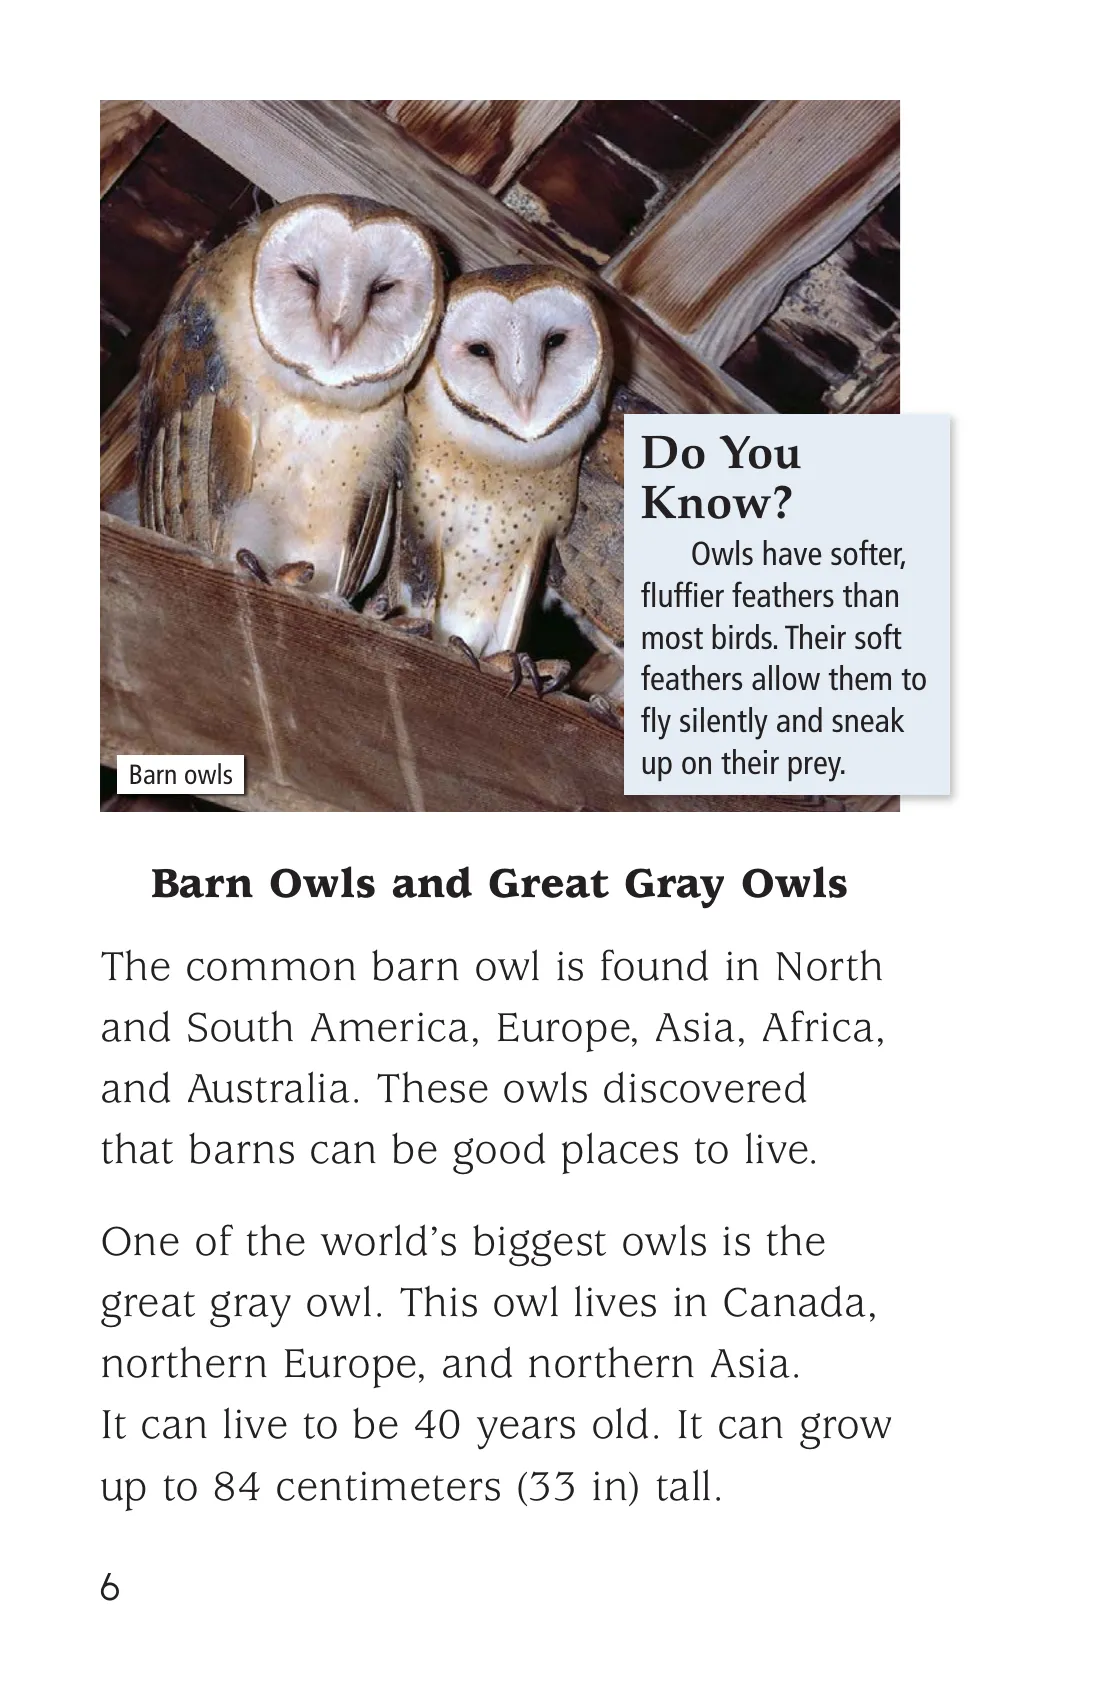 Do You
Know?
Owls have softer,
fluffier feathers than
most birds. Their soft
feathers allow them to
fly silently and sneak
up on their prey.
Barn owls
Barn Owls and Great Gray Owls
The common barn owl is found in North
and South America, Europe, Asia, Africa,
and Australia. These owls discovered
that barns can be good places to live.
One of the world’s biggest owls is the
great gray owl. This owl lives in Canada,
northern Europe, and northern Asia.
It can live to be 40 years old. It can grow
up to 84 centimeters (33 in) tall.
6